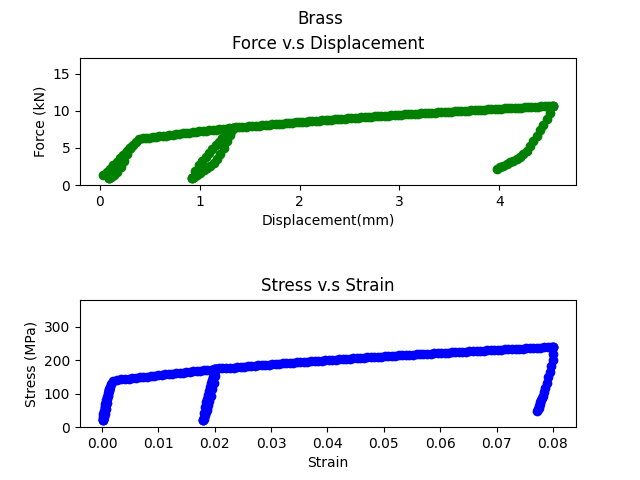 Brass
Force v.s Displacement
15
10
5
0
Force (kN)
0 1 2 3 4
Displacement(mm)
Stress v.s Strain
300
200
100
0
Stress (MPa)
0.00 0.01 0.02 0.03 0.04 0.05 0.06 0.07 0.08
Strain